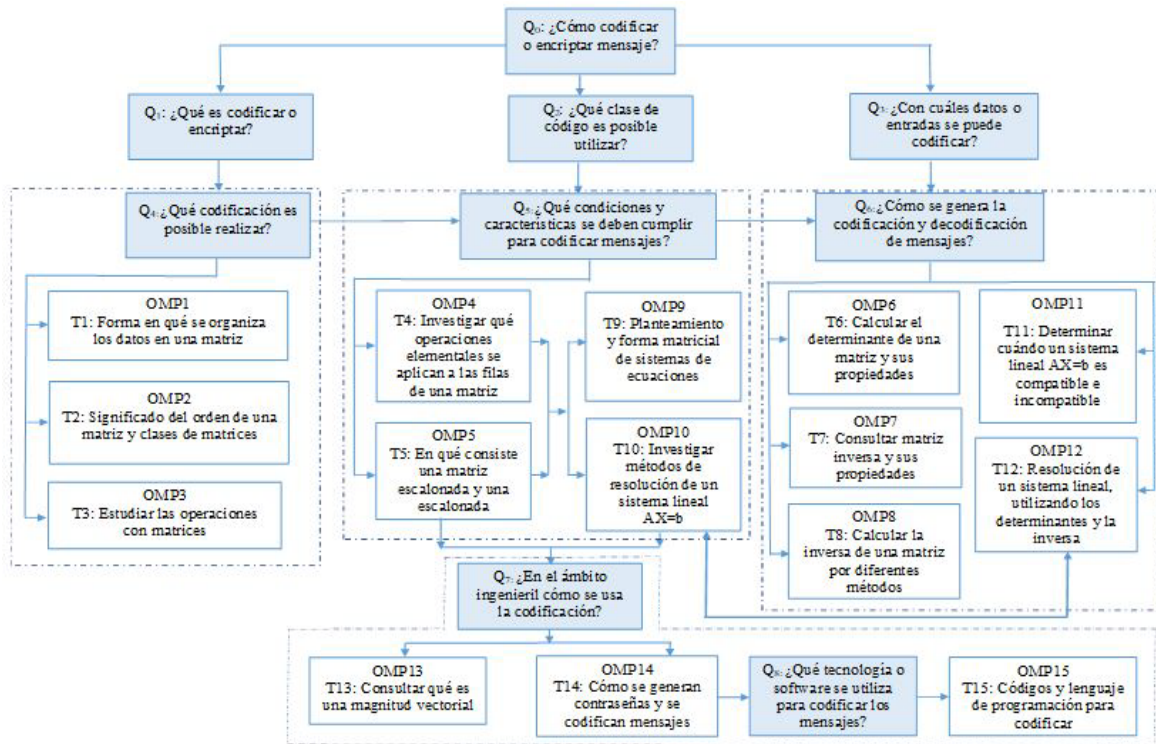 Q₀: ¿Cómo codificar
o encriptar mensaje?
Q₁: ¿Qué es codificar o
encriptar?
Q₂: ¿Qué clase de
código es posible
utilizar?
Q₃: ¿Con cuáles datos o
entradas se puede
codificar?
Q₄: ¿Qué codificación es
posible realizar?
Q₅: ¿Qué condiciones y
características se deben cumplir
para codificar mensajes?
Q₆: ¿Cómo se genera la
codificación y decodificación
de mensajes?
OMP1
T1: Forma en qué se organiza
los datos en una matriz
OMP2
T2: Significado del orden de una
matriz y clases de matrices
OMP3
T3: Estudiar las operaciones
con matrices
OMP4
T4: Investigar qué
operaciones
elementales se
aplican a las filas
de una matriz
OMP5
T5: En qué consiste
una matriz
escalonada y una
escalonada
OMP9
T9: Planteamiento
y forma matricial
de sistemas de
ecuaciones
OMP10
T10: Investigar
métodos de
resolución de un
sistema lineal
AX=b
OMP6
T6: Calcular el
determinante de una
matriz y sus
propiedades
OMP7
T7: Consultar matriz
inversa y sus
propiedades
OMP8
T8: Calcular la
inversa de una matriz
por diferentes
métodos
OMP11
T11: Determinar
cuándo un sistema
lineal AX=b es
compatible e
incompatible
OMP12
T12: Resolución de
un sistema lineal,
utilizando los
determinantes y la
inversa
Q₇: ¿En el ámbito
ingenieril cómo se usa
la codificación?
OMP13
T13: Consultar qué es
una magnitud vectorial
OMP14
T14: Cómo se generan
contraseñas y se
codifican mensajes
Q₈: ¿Qué tecnología o
software se utiliza
para codificar los
mensajes?
OMP15
T15: Códigos y lenguaje
de programación para
codificar